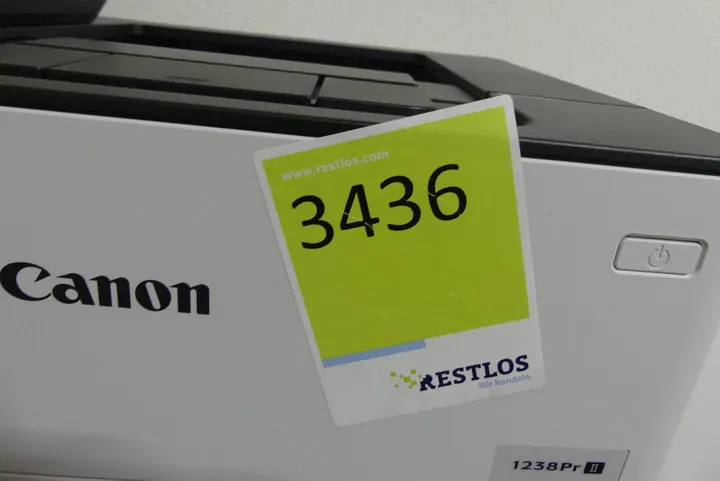 www.restlos.com
3436
Canon
RESTLOS
Wir handeln.
1238Pr II